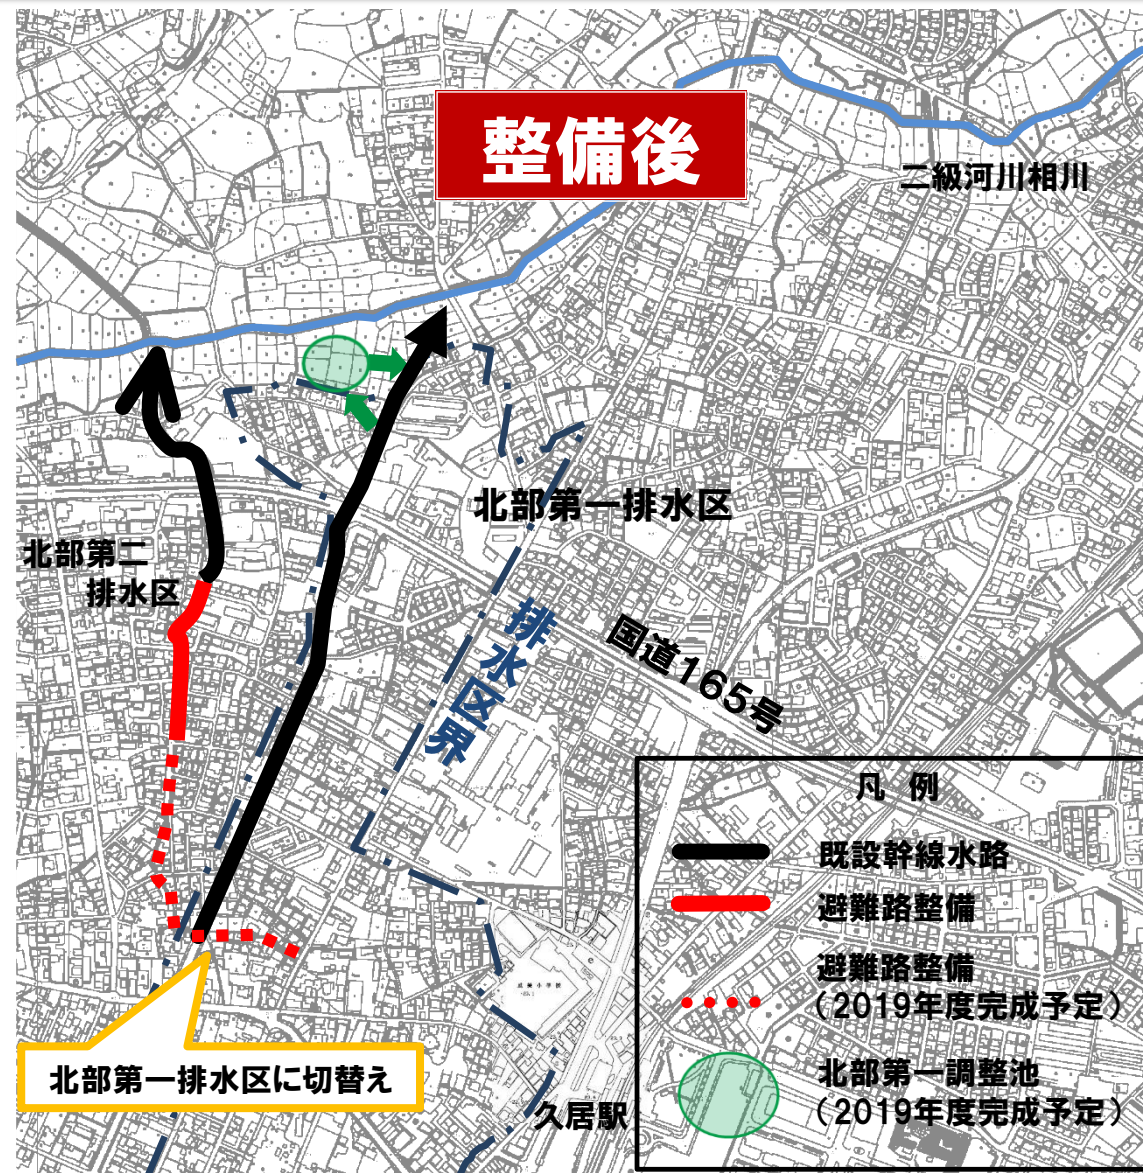 整備後
二級河川相川
北部第一排水区
北部第二
排水区
排水区界
国道165号
凡 例
既設幹線水路
避難路整備
避難路整備
（2019年度完成予定）
北部第一調整池
（2019年度完成予定）
北部第一排水区に切替え
久居駅